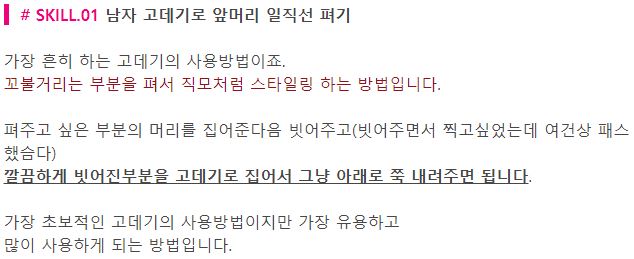 # SKILL.01 남자 고데기로 앞머리 일직선 펴기
가장 흔히 하는 고데기의 사용방법이죠.
꼬불거리는 부분을 펴서 직모처럼 스타일링 하는 방법입니다.
펴주고 싶은 부분의 머리를 집어준다음 빗어주고(빗어주면서 찍고싶었는데 여건상 패스
했슴다)
깔끔하게 빗어진부분을 고데기로 집어서 그냥 아래로 쭉 내려주면 됩니다.
가장 초보적인 고데기의 사용방법이지만 가장 유용하고
많이 사용하게 되는 방법입니다.